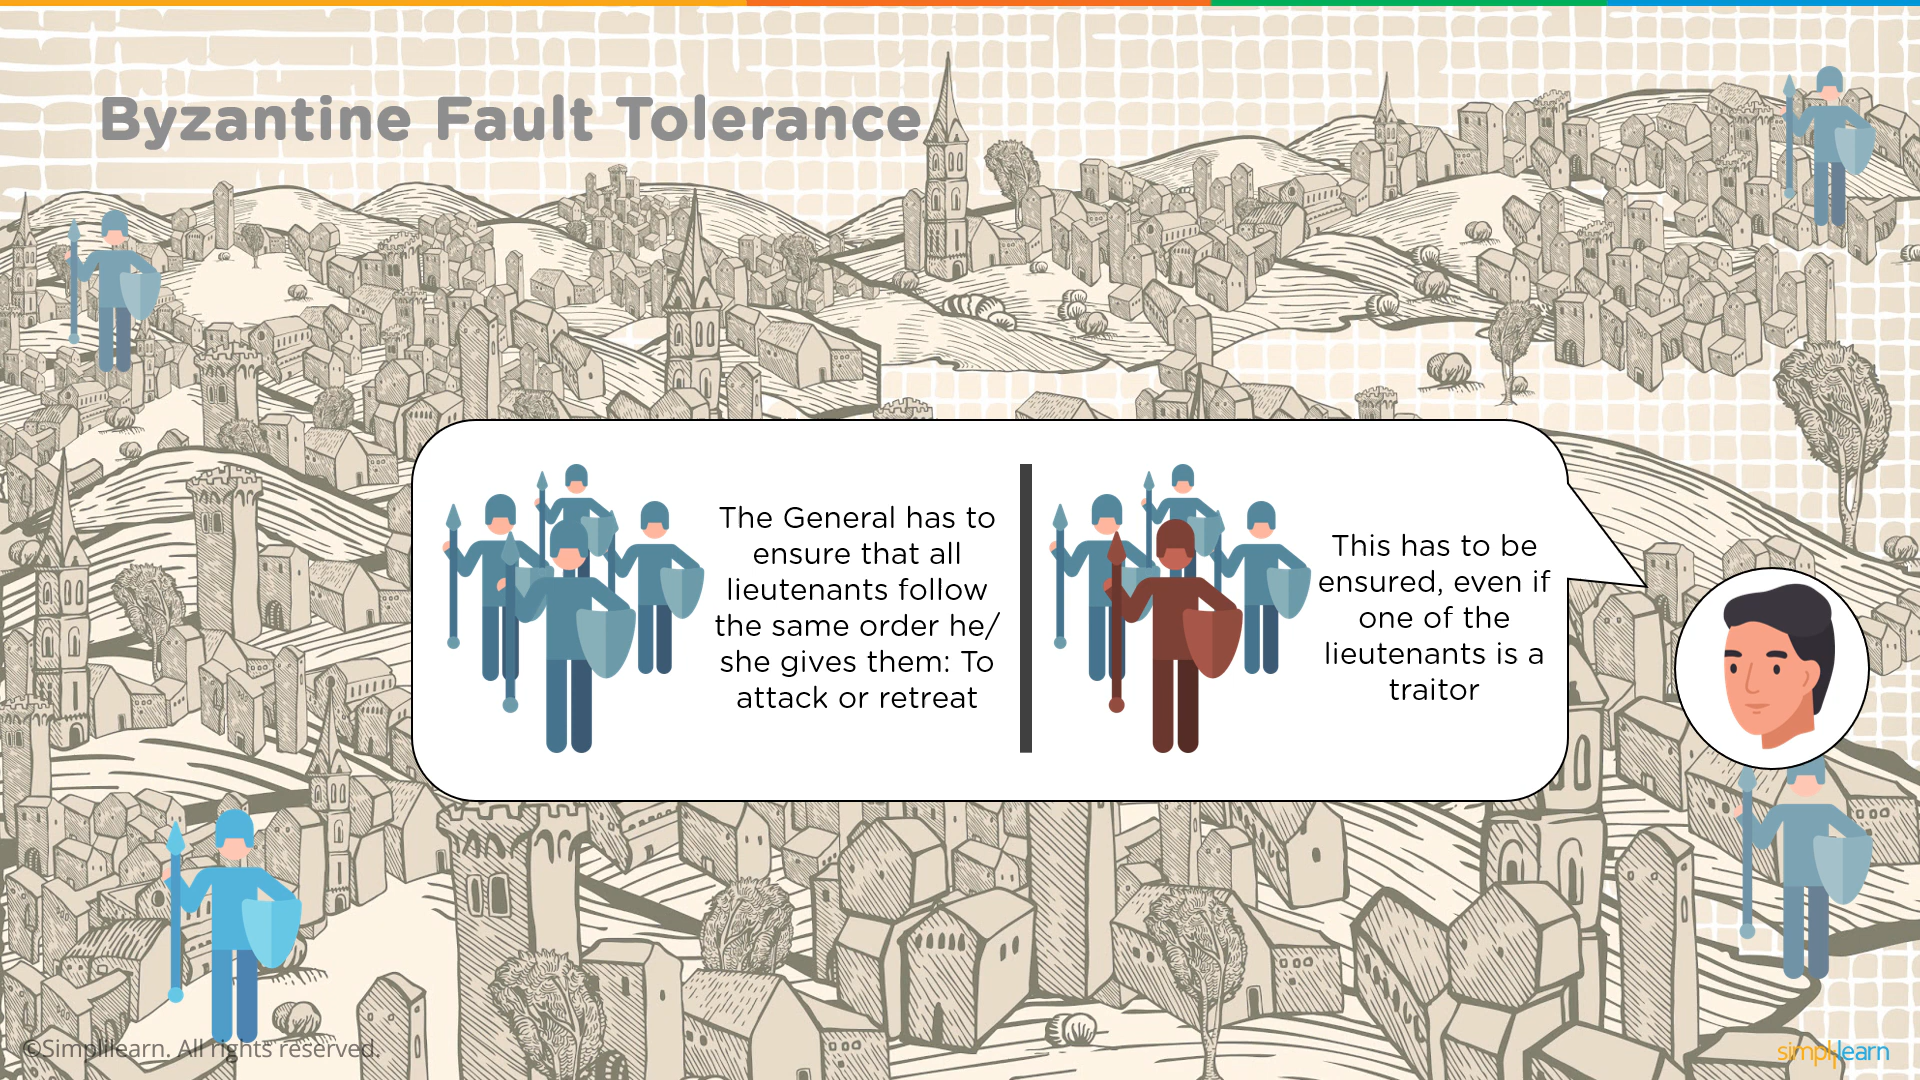 Byzantine Fault Tolerance
The General has to
ensure that all
lieutenants follow
the same order he/
she gives them: To
attack or retreat
This has to be
ensured, even if
one of the
lieutenants is a
traitor
©Simplilearn. All rights reserved.
simplilearn